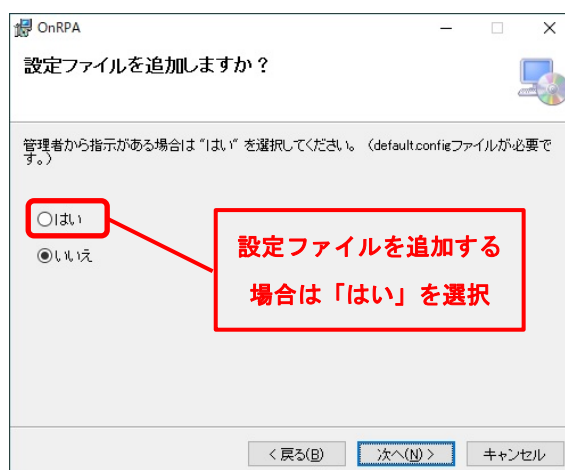 OnRPA
設定ファイルを追加しますか？
管理者から指示がある場合は“はい”を選択してください。（default.configファイルが必要で
す。）
はい
いいえ
設定ファイルを追加する
場合は「はい」を選択
< 戻る(B)
次へ(N) >
キャンセル